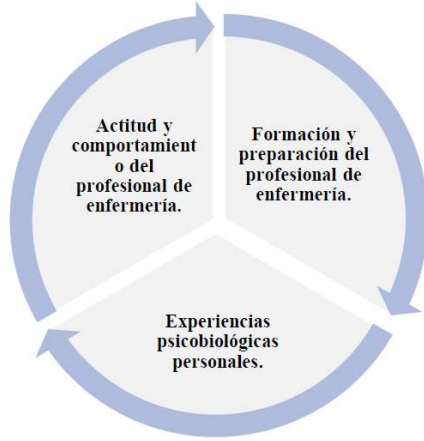 Actitud y
comportamient
o del
profesional de
enfermería.
Formación y
preparación del
profesional de
enfermería.
Experiencias
psicobiológicas
personales.